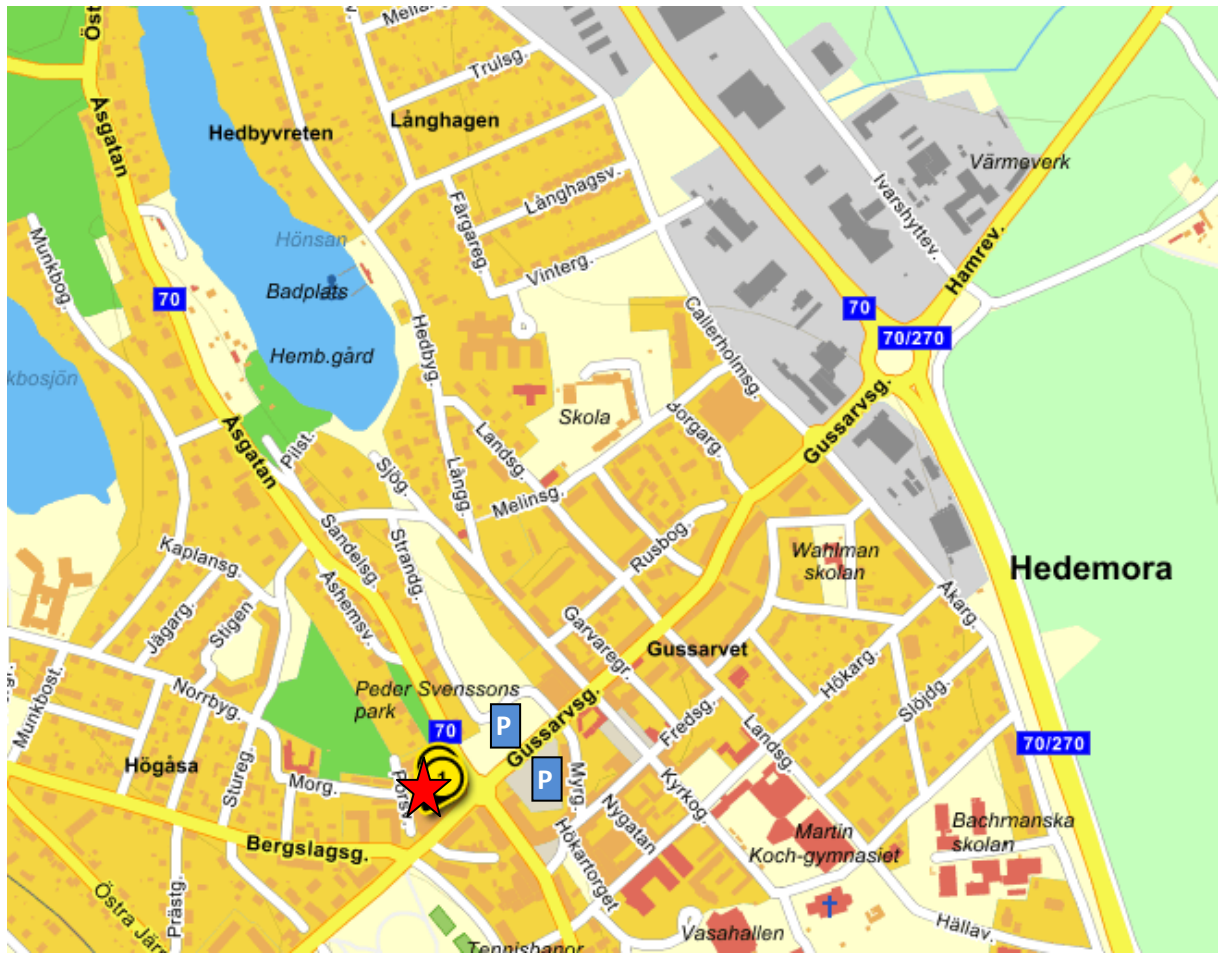 Öst
Mella
Trulsg.
Åsgatan
Hedbyvreten
Långhagen
Värmeverk
Ivarshyttev.
Långhagsv.
Färgareg.
Munkbog.
Hönsan
Hamrev.
Vinterg.
Badplats
70
70
Callerholmsg.
70/270
Hemb.gård
Hedbyg.
kbosjön
Skola
Borgarg.
Gussarvsg.
Åsgatan
Pilst.
Landsg.
Sjög.
Långg.
Melinsg.
Sandelsg.
Strandg.
Rusbog.
Wahlman
skolan
Hedemora
Kaplansg.
Åshemsv.
Åkarg.
Jägarg.
Stigen
Garvaregr.
Gussarvet
Hökarg.
Slöjdg.
Munkbost.
Norrbyg.
Peder Svenssons
park
Gussarvsg.
Fredsg.
Landsg.
70
P
70/270
Högåsa
Stureg.
Morg.
1
P
Myrg.
Kyrkog.
Nygatan
Bergslagsg.
Hökartorget
Martin
Koch-gymnasiet
Bachmanska
skolan
Östra Järs
Prästg.
Tennisbanor
Vasahallen
Hällav.